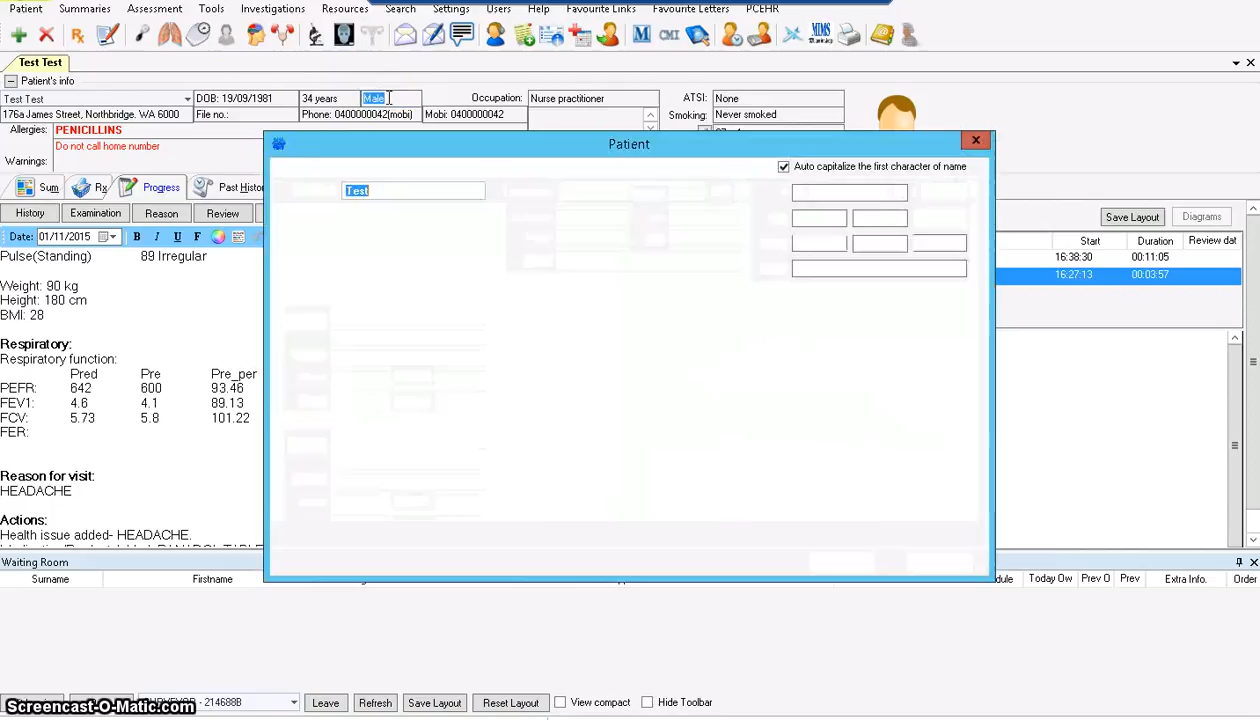 Patient Summaries Assessment Tools Investigations Resources Search Settings Users Help Favourite Links Favourite Letters PCEHR
Rx M CMI MIMS
Test Test
Patient's info
Test Test DOB: 19/09/1981 34 years Male Occupation: Nurse practitioner ATSI: None
176a James Street, Northbridge. WA 6000 File no.: Phone: 0400000042(mobi) Mobi: 0400000042 Smoking: Never smoked
Allergies: PENICILLINS
Do not call home number
Warnings:
Patient
Auto capitalize the first character of name
Sum Rx Progress Past Histor
Test
History Examination Reason Review Save Layout Diagrams
Date: 01/11/2015 B I U F
Start Duration Review dat
Pulse(Standing) 89 Irregular 16:38:30 00:11:05
16:27:13 00:03:57
Weight: 90 kg
Height: 180 cm
BMI: 28
Respiratory:
Respiratory function:
Pred Pre Pre_per
PEFR: 642 600 93.46
FEV1: 4.6 4.1 89.13
FCV: 5.73 5.8 101.22
FER:
Reason for visit:
HEADACHE
Actions:
Health issue added- HEADACHE.
Waiting Room
Surname Firstname dule Today Ow Prev O Prev Extra Info. Order
- 214688B Leave Refresh Save Layout Reset Layout View compact Hide Toolbar
Screencast-O-Matic.com